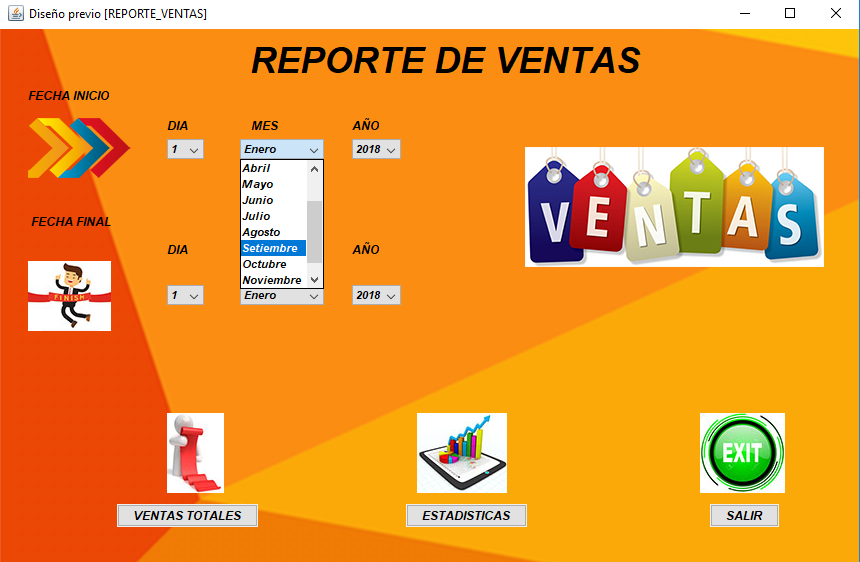 Diseño previo [REPORTE_VENTAS]
REPORTE DE VENTAS
FECHA INICIO
DIA MES AÑO
1 Enero 2018
Abril
Mayo
Junio
Julio
Agosto
Setiembre
Octubre
Noviembre
VENTAS
FECHA FINAL
DIA AÑO
FINISH
1 Enero 2018
EXIT
VENTAS TOTALES ESTADISTICAS SALIR